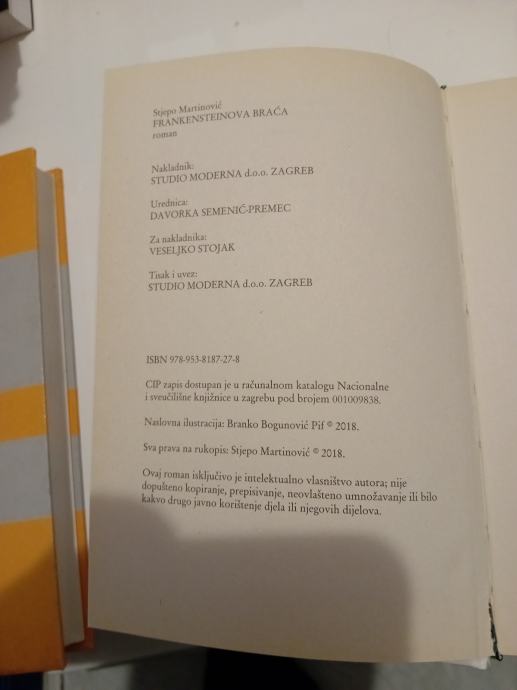 Stjepo Martinović
FRANKENSTEINOVA BRAĆA
roman
Nakladnik:
STUDIO MODERNA d.o.o. ZAGREB
Urednica:
DAVORKA SEMENIĆ-PREMEC
Za nakladnika:
VESELJKO STOJAK
Tisak i uvez:
STUDIO MODERNA d.o.o. ZAGREB
ISBN 978-953-8187-27-8
CIP zapis dostupan je u računalnom katalogu Nacionalne
i sveučilišne knjižnice u zagrebu pod brojem 001009838.
Naslovna ilustracija: Branko Bogunović Pif © 2018.
Sva prava na rukopis: Stjepo Martinović © 2018.
Ovaj roman isključivo je intelektualno vlasništvo autora; nije
dopušteno kopiranje, prepisivanje, neovlašteno umnožavanje ili bilo
kakvo drugo javno korištenje djela ili njegovih dijelova.